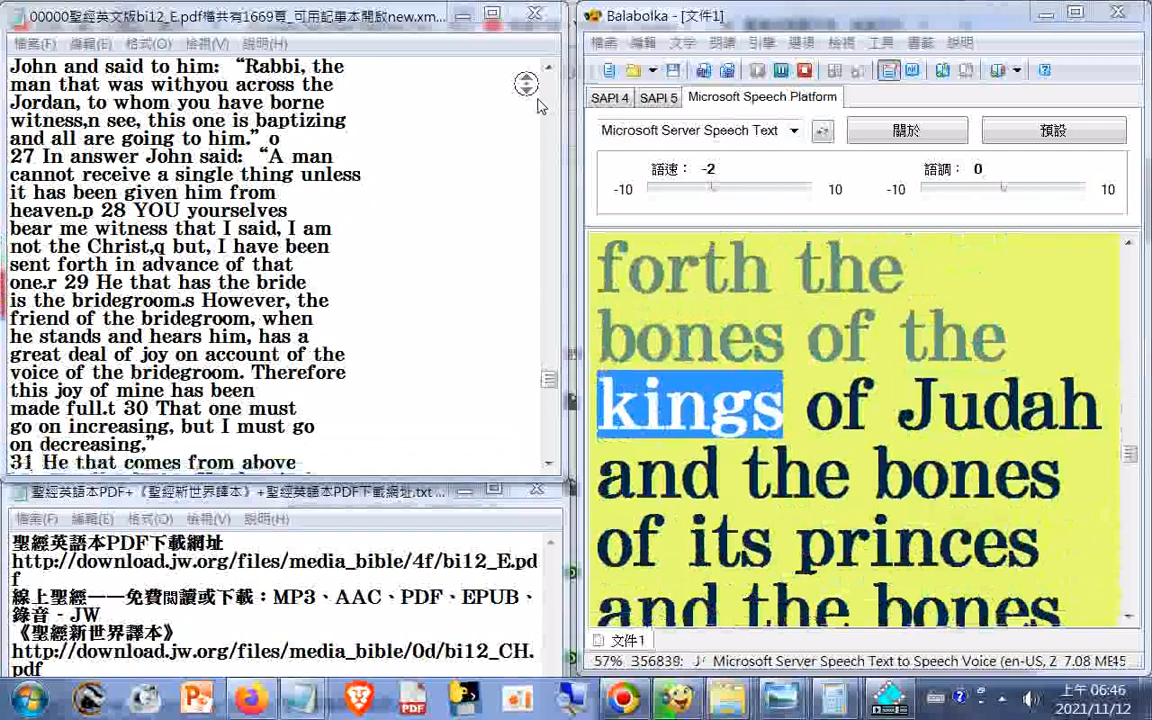 00000聖經英文版bi12_E.pdf檔共有1669頁_可用記事本開啟new.xm...
檔案(F) 編輯(E) 格式(O) 檢視(V) 說明(H)
John and said to him: “Rabbi, the
man that was withyou across the
Jordan, to whom you have borne
witness,n see, this one is baptizing
and all are going to him.” o
27 In answer John said: “A man
cannot receive a single thing unless
it has been given him from
heaven.p 28 YOU yourselves
bear me witness that I said, I am
not the Christ,q but, I have been
sent forth in advance of that
one.r 29 He that has the bride
is the bridegroom.s However, the
friend of the bridegroom, when
he stands and hears him, has a
great deal of joy on account of the
voice of the bridegroom. Therefore
this joy of mine has been
made full.t 30 That one must
go on increasing, but I must go
on decreasing,”
31 He that comes from above
聖經英語本PDF+《聖經新世界譯本》+聖經英語本PDF下載網址.txt ...
檔案(F) 編輯(E) 格式(O) 檢視(V) 說明(H)
聖經英語本PDF下載網址
http://download.jw.org/files/media_bible/4f/bi12_E.pd
f
線上聖經——免費閱讀或下載：MP3、AAC、PDF、EPUB、
錄音 - JW
《聖經新世界譯本》
http://download.jw.org/files/media_bible/0d/bi12_CH.
pdf
Balabolka - [文件1]
檔案 編輯 文字 朗讀 引擎 選項 檢視 工具 書籤 說明
SAPI 4 SAPI 5 Microsoft Speech Platform
Microsoft Server Speech Text 關於 預設
語速： -2 語調： 0
-10 10 -10 10
forth the
bones of the
kings of Judah
and the bones
of its princes
and the bones
文件1
57% Microsoft Server Speech Text to Speech Voice (en-US, Z 7.08 ME
上午 06:46
2021/11/12